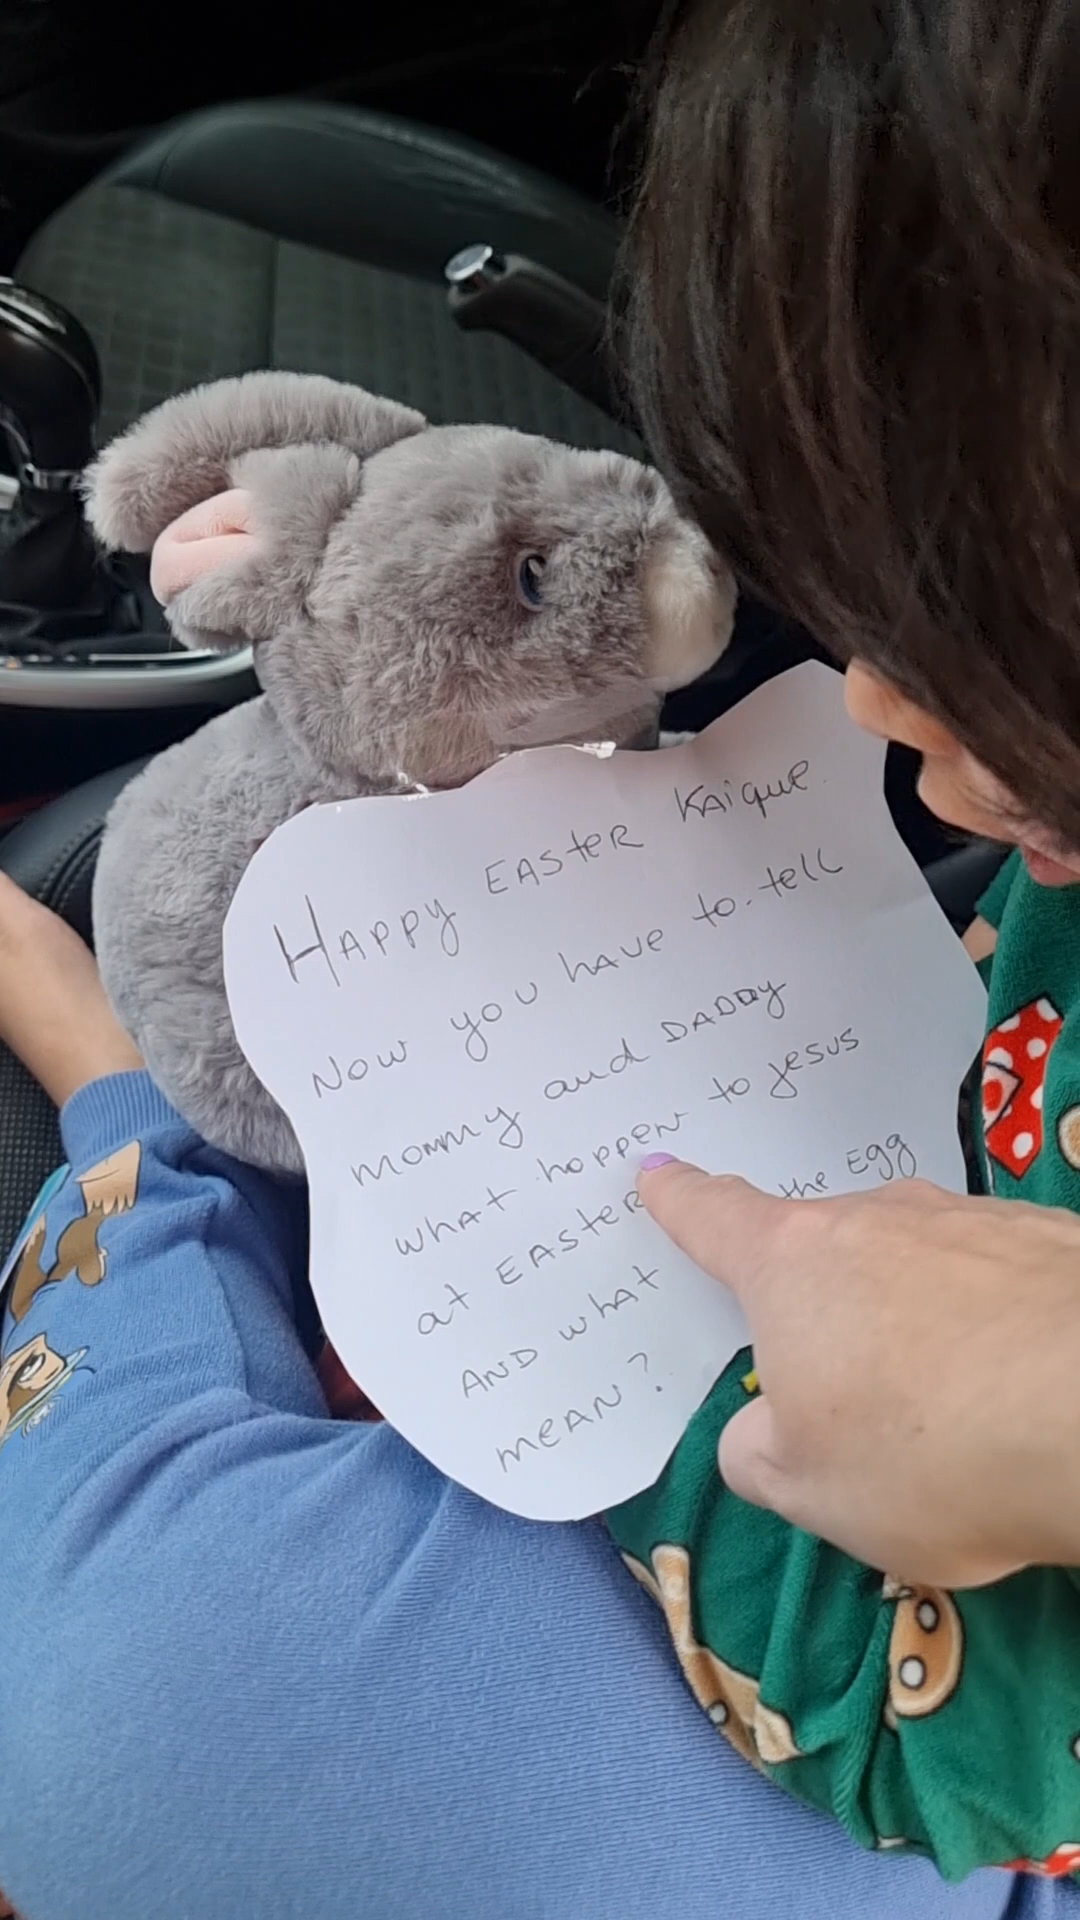 HAPPY EASTER KAiquE.
Now you have to tell
mommy and DADDy
what hoppen to jesus
at EASTER the Egg
AND what
mEAN ?